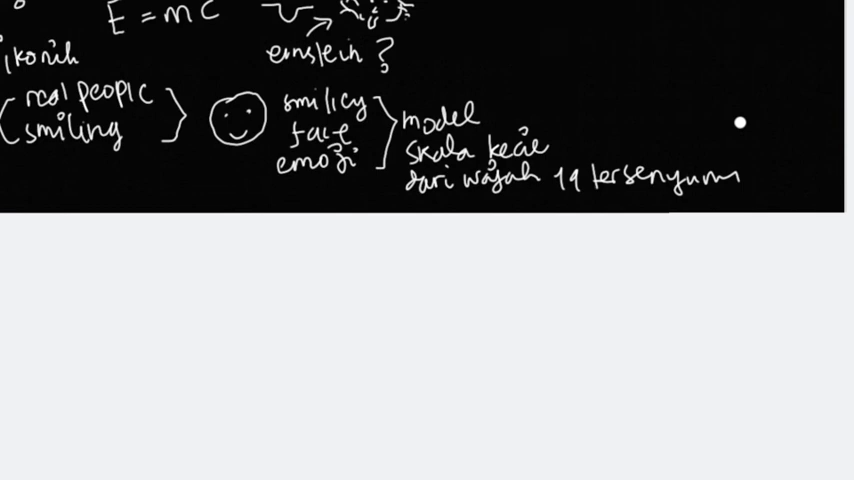 E = mc
ikonik
einstein ?
real people
smiling
smiley
face
emoji
model
skala kecil
dari wajah yg tersenyum